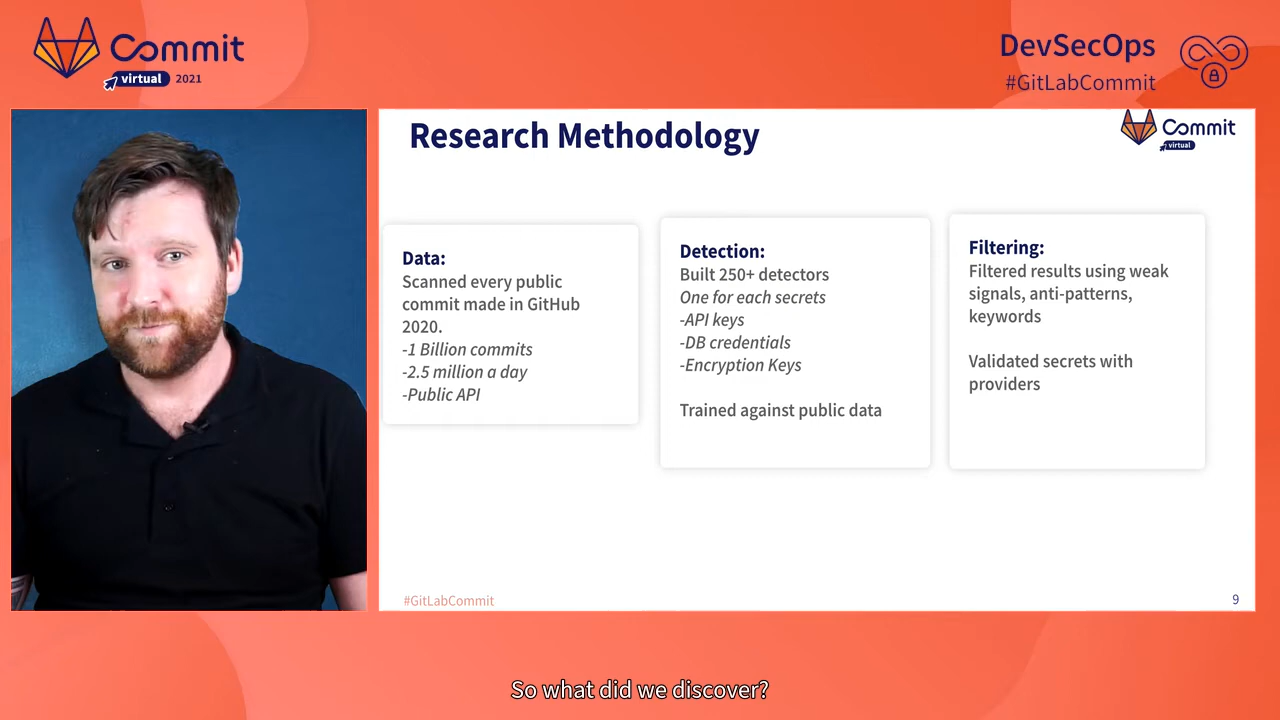 Commit
virtual 2021
DevSecOps
#GitLabCommit
Research Methodology
Commit
virtual
Data:
Scanned every public
commit made in GitHub
2020.
-1 Billion commits
-2.5 million a day
-Public API
Detection:
Built 250+ detectors
One for each secrets
-API keys
-DB credentials
-Encryption Keys
Trained against public data
Filtering:
Filtered results using weak
signals, anti-patterns,
keywords
Validated secrets with
providers
#GitLabCommit
9
So what did we discover?